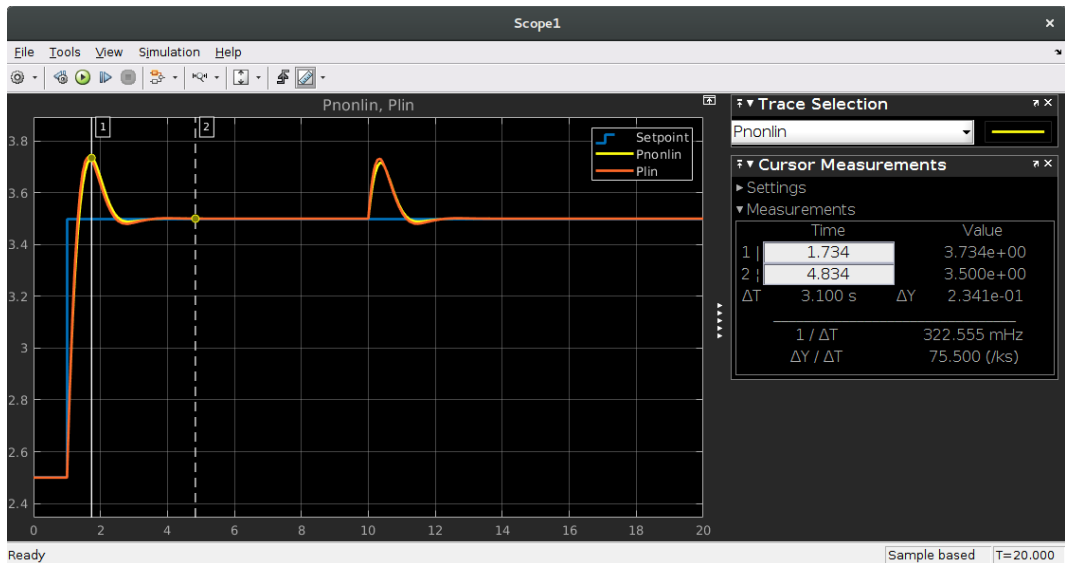 Scope1
File Tools View Simulation Help
Pnonlin, Plin
1
2
Setpoint
Pnonlin
Plin
3.8
3.6
3.4
3.2
3
2.8
2.6
2.4
0 2 4 6 8 10 12 14 16 18 20
Trace Selection
Pnonlin
Cursor Measurements
Settings
Measurements
Time Value
1 1.734 3.734e+00
2 4.834 3.500e+00
ΔT 3.100 s ΔY 2.341e-01
1 / ΔT 322.555 mHz
ΔY / ΔT 75.500 (/ks)
Ready Sample based T=20.000